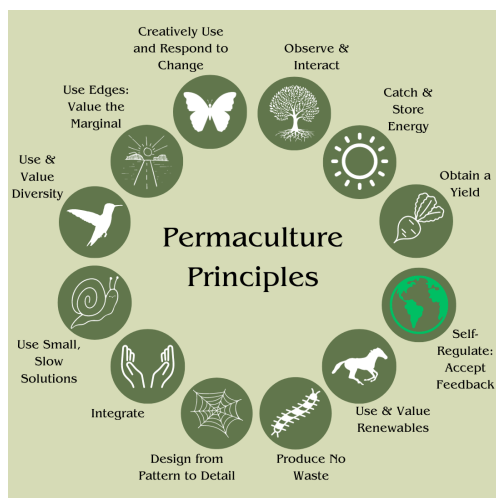 Creatively Use
and Respond to
Change
Observe &
Interact
Catch &
Store
Energy
Obtain a
Yield
Self-
Regulate:
Accept
Feedback
Use & Value
Renewables
Produce No
Waste
Design from
Pattern to Detail
Integrate
Use Small,
Slow
Solutions
Use &
Value
Diversity
Use Edges:
Value the
Marginal
Permaculture
Principles